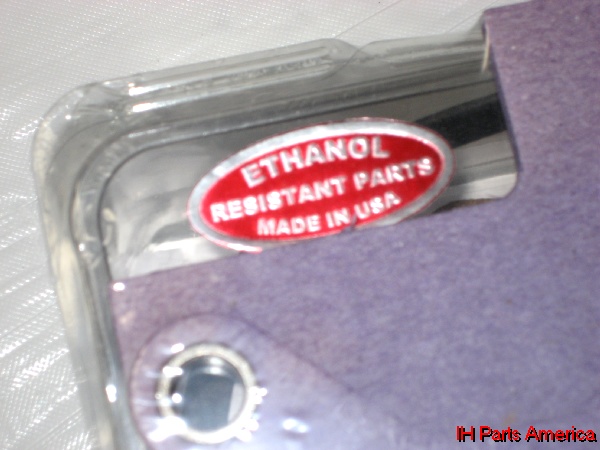 ETHANOL
RESISTANT PARTS
MADE IN USA
IH Parts America